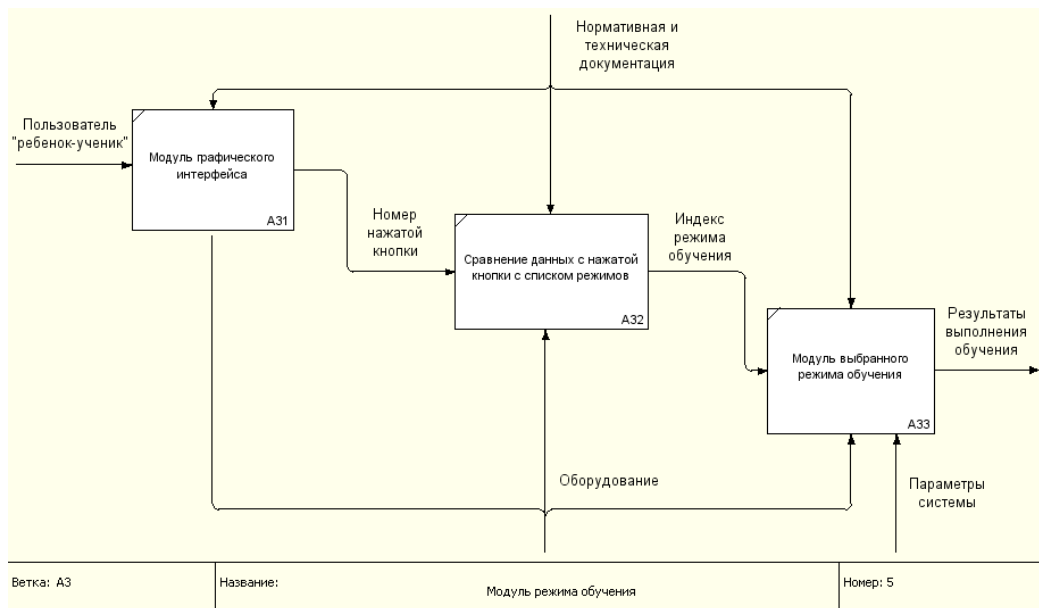 Нормативная и
техническая
документация
Пользователь
"ребенок-ученик"
Модуль графического
интерфейса
A31
Номер
нажатой
кнопки
Сравнение данных с нажатой
кнопки с списком режимов
A32
Индекс
режима
обучения
Модуль выбранного
режима обучения
A33
Результаты
выполнения
обучения
Оборудование
Параметры
системы
Ветка: A3
Название:
Модуль режима обучения
Номер: 5